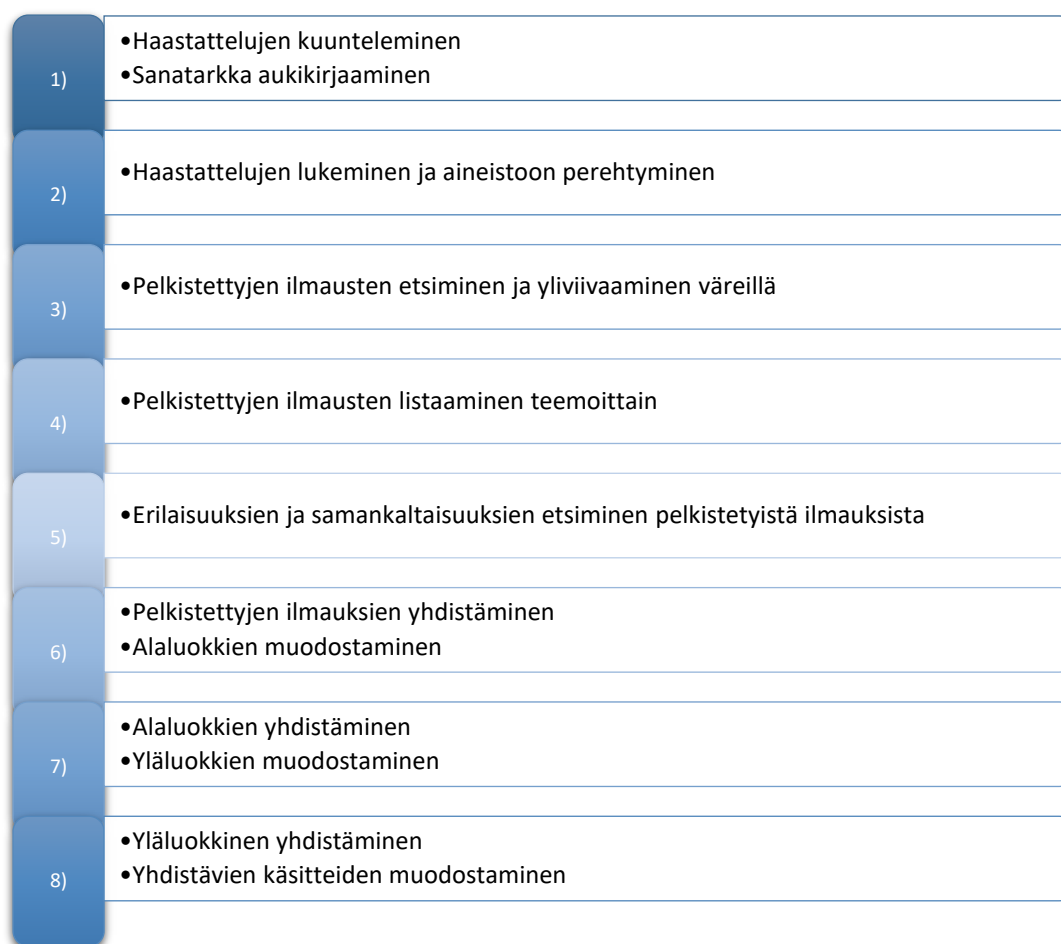 1)
•Haastattelujen kuunteleminen
•Sanatarkka aukikirjaaminen
2)
•Haastattelujen lukeminen ja aineistoon perehtyminen
3)
•Pelkistettyjen ilmausten etsiminen ja yliviivaaminen väreillä
4)
•Pelkistettyjen ilmausten listaaminen teemoittain
5)
•Erilaisuuksien ja samankaltaisuuksien etsiminen pelkistetyistä ilmauksista
6)
•Pelkistettyjen ilmauksien yhdistäminen
•Alaluokkien muodostaminen
7)
•Alaluokkien yhdistäminen
•Yläluokkien muodostaminen
8)
•Yläluokkinen yhdistäminen
•Yhdistävien käsitteiden muodostaminen